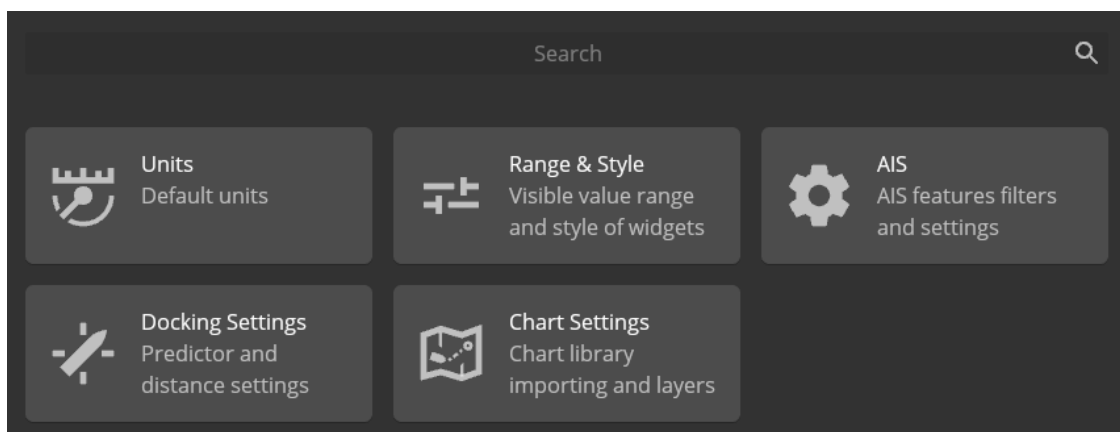 Search
Units
Default units
Range & Style
Visible value range
and style of widgets
AIS
AIS features filters
and settings
Docking Settings
Predictor and
distance settings
Chart Settings
Chart library
importing and layers